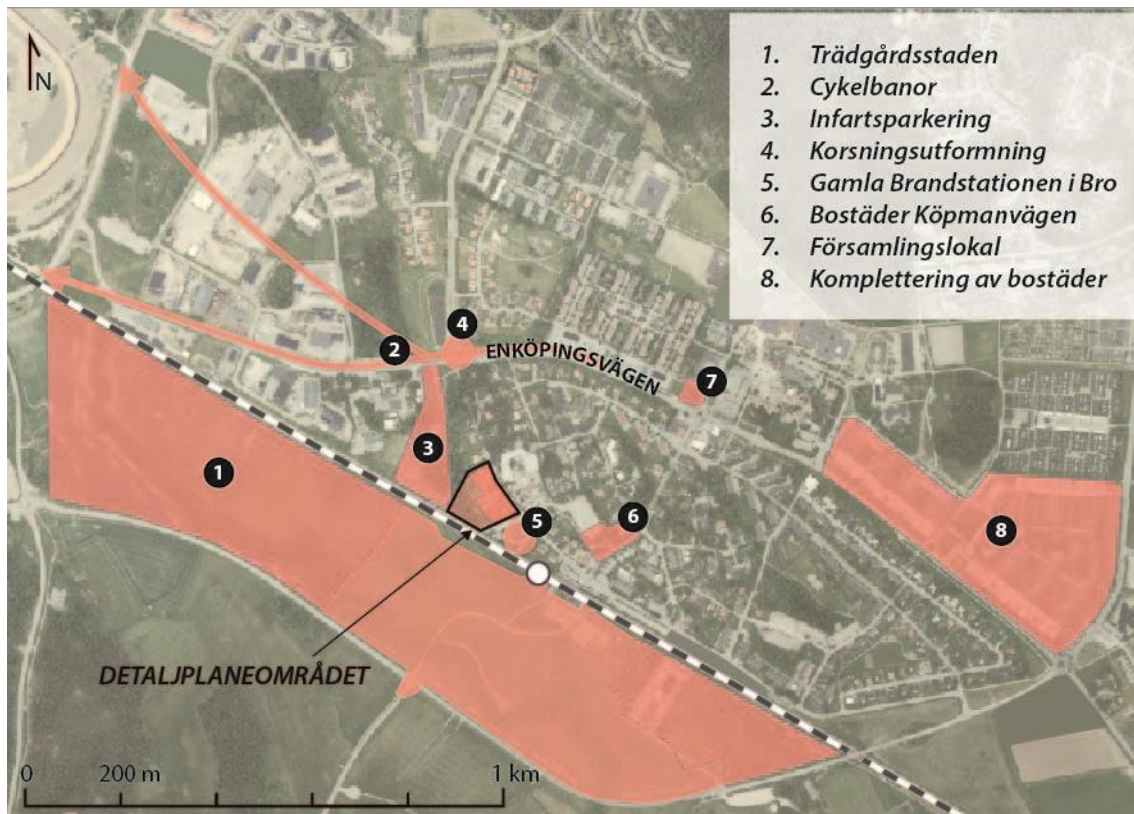 N
1. Trädgårdsstaden
2. Cykelbanor
3. Infartsparkering
4. Korsningsutformning
5. Gamla Brandstationen i Bro
6. Bostäder Köpmanvägen
7. Församlingslokal
8. Komplettering av bostäder
4
2
ENKÖPINGSVÄGEN
7
3
1
5
6
8
DETALJPLANEOMRÅDET
0 200 m 1 km